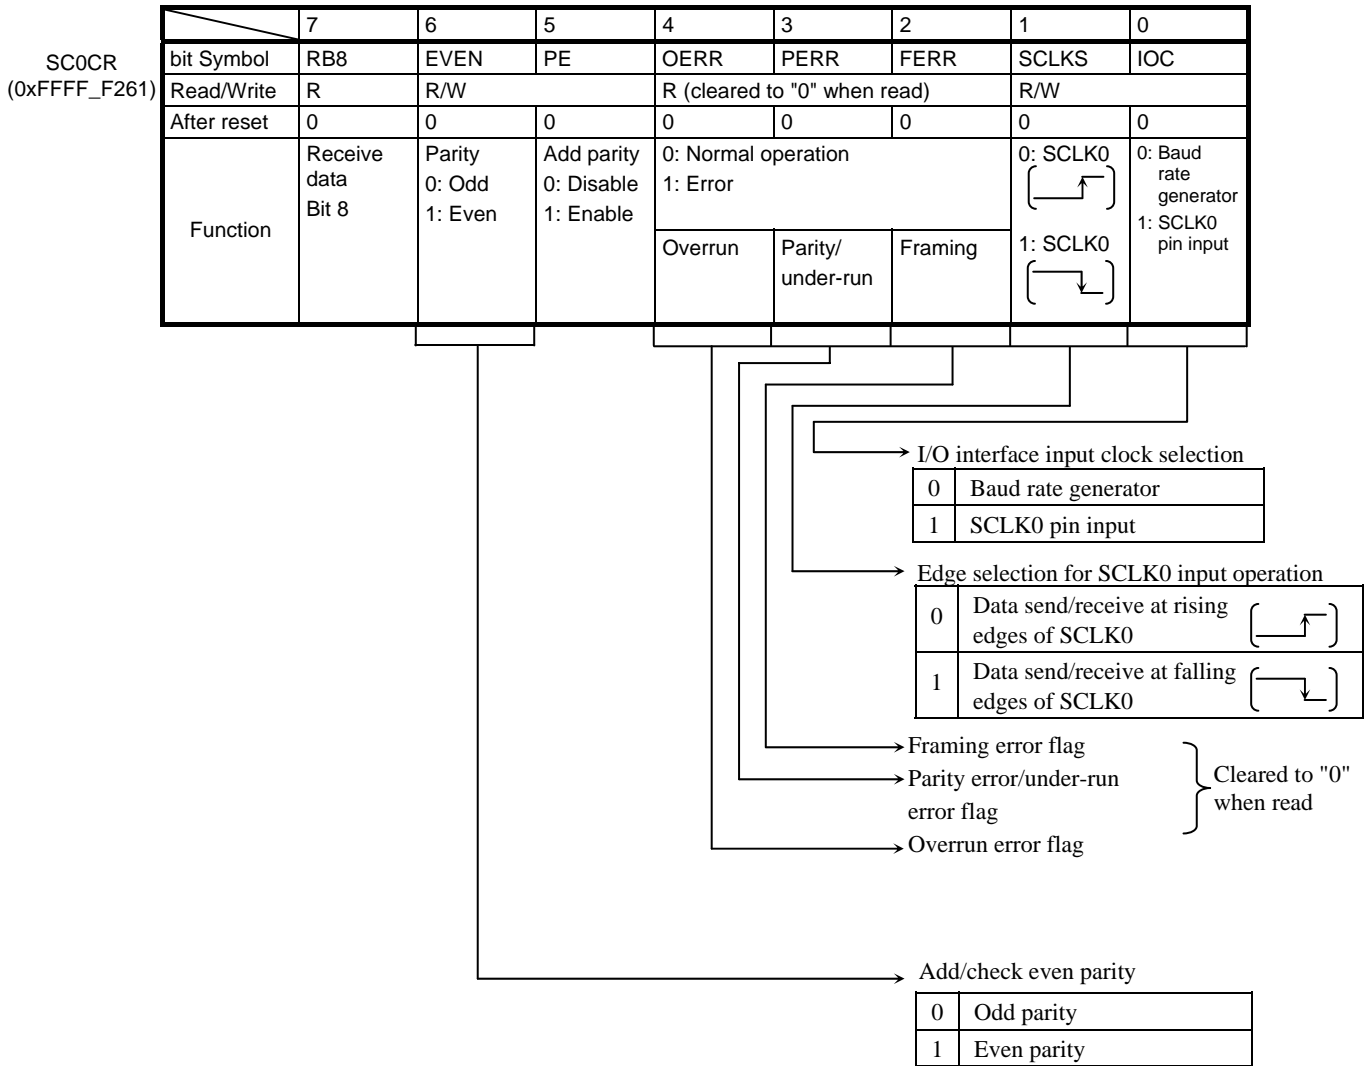 7 6 5 4 3 2 1 0
SC0CR
(0xFFFF_F261)
bit Symbol RB8 EVEN PE OERR PERR FERR SCLKS IOC
Read/Write R R/W R (cleared to "0" when read) R/W
After reset 0 0 0 0 0 0 0 0
Function
Receive
data
Bit 8
Parity
0: Odd
1: Even
Add parity
0: Disable
1: Enable
0: Normal operation
1: Error
Overrun
Parity/
under-run
Framing
0: SCLK0
1: SCLK0
0: Baud
rate
generator
1: SCLK0
pin input
I/O interface input clock selection
0 Baud rate generator
1 SCLK0 pin input
Edge selection for SCLK0 input operation
0 Data send/receive at rising
edges of SCLK0
1 Data send/receive at falling
edges of SCLK0
Framing error flag
Parity error/under-run
error flag
Overrun error flag
Cleared to "0"
when read
Add/check even parity
0 Odd parity
1 Even parity